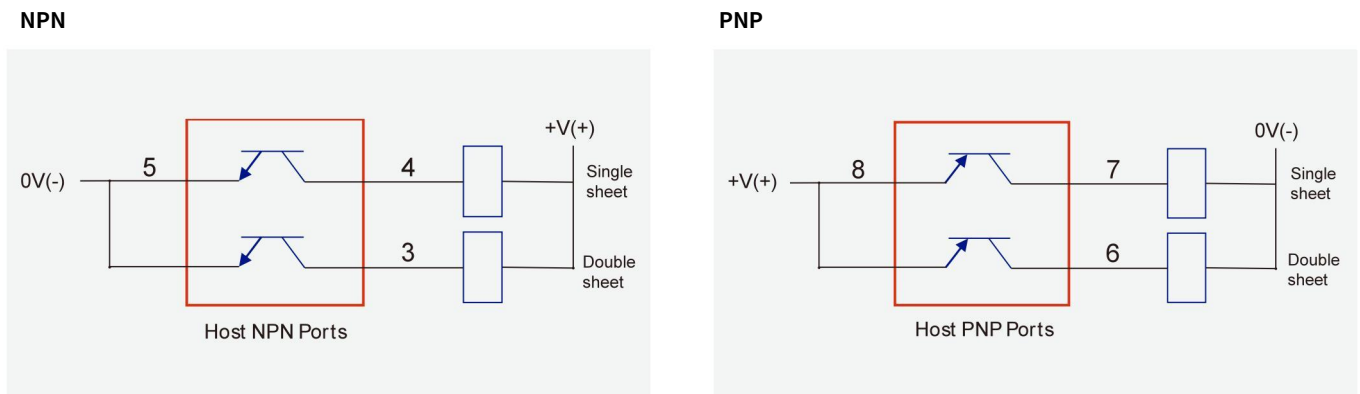 NPN
+V(+)
0V(-)
5
4
Single
sheet
3
Double
sheet
Host NPN Ports
PNP
0V(-)
+V(+)
8
7
Single
sheet
6
Double
sheet
Host PNP Ports